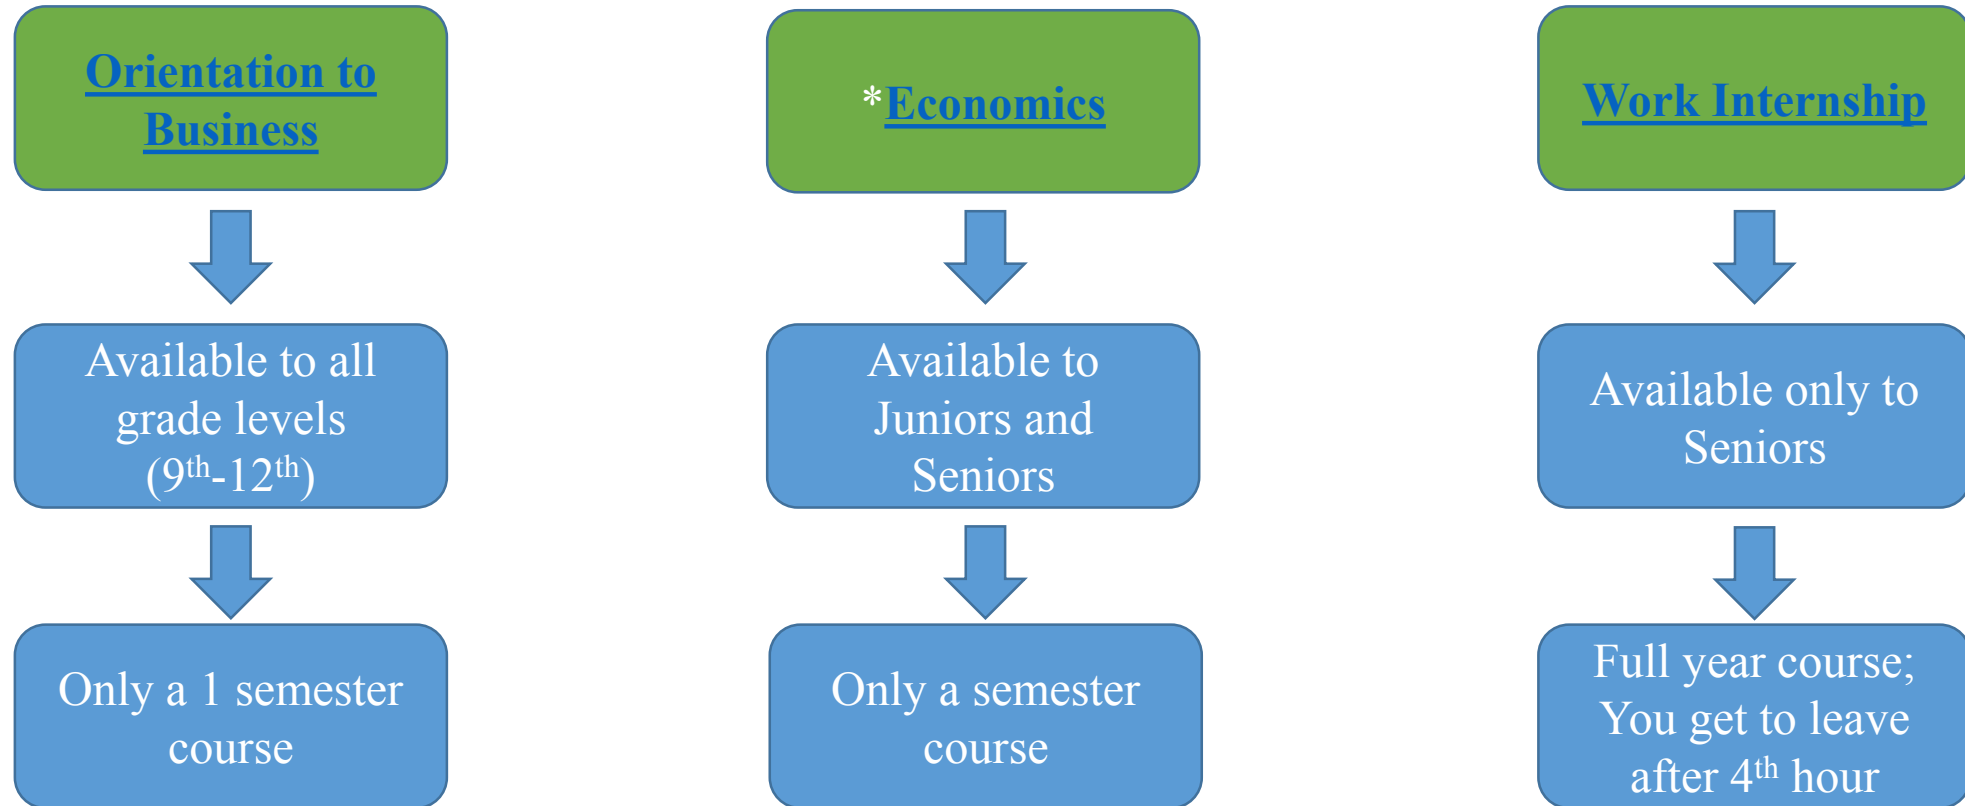 Orientation to
Business
Available to all
grade levels
(9th-12th)
Only a 1 semester
course
*Economics
Available to
Juniors and
Seniors
Only a semester
course
Work Internship
Available only to
Seniors
Full year course;
You get to leave
after 4th hour